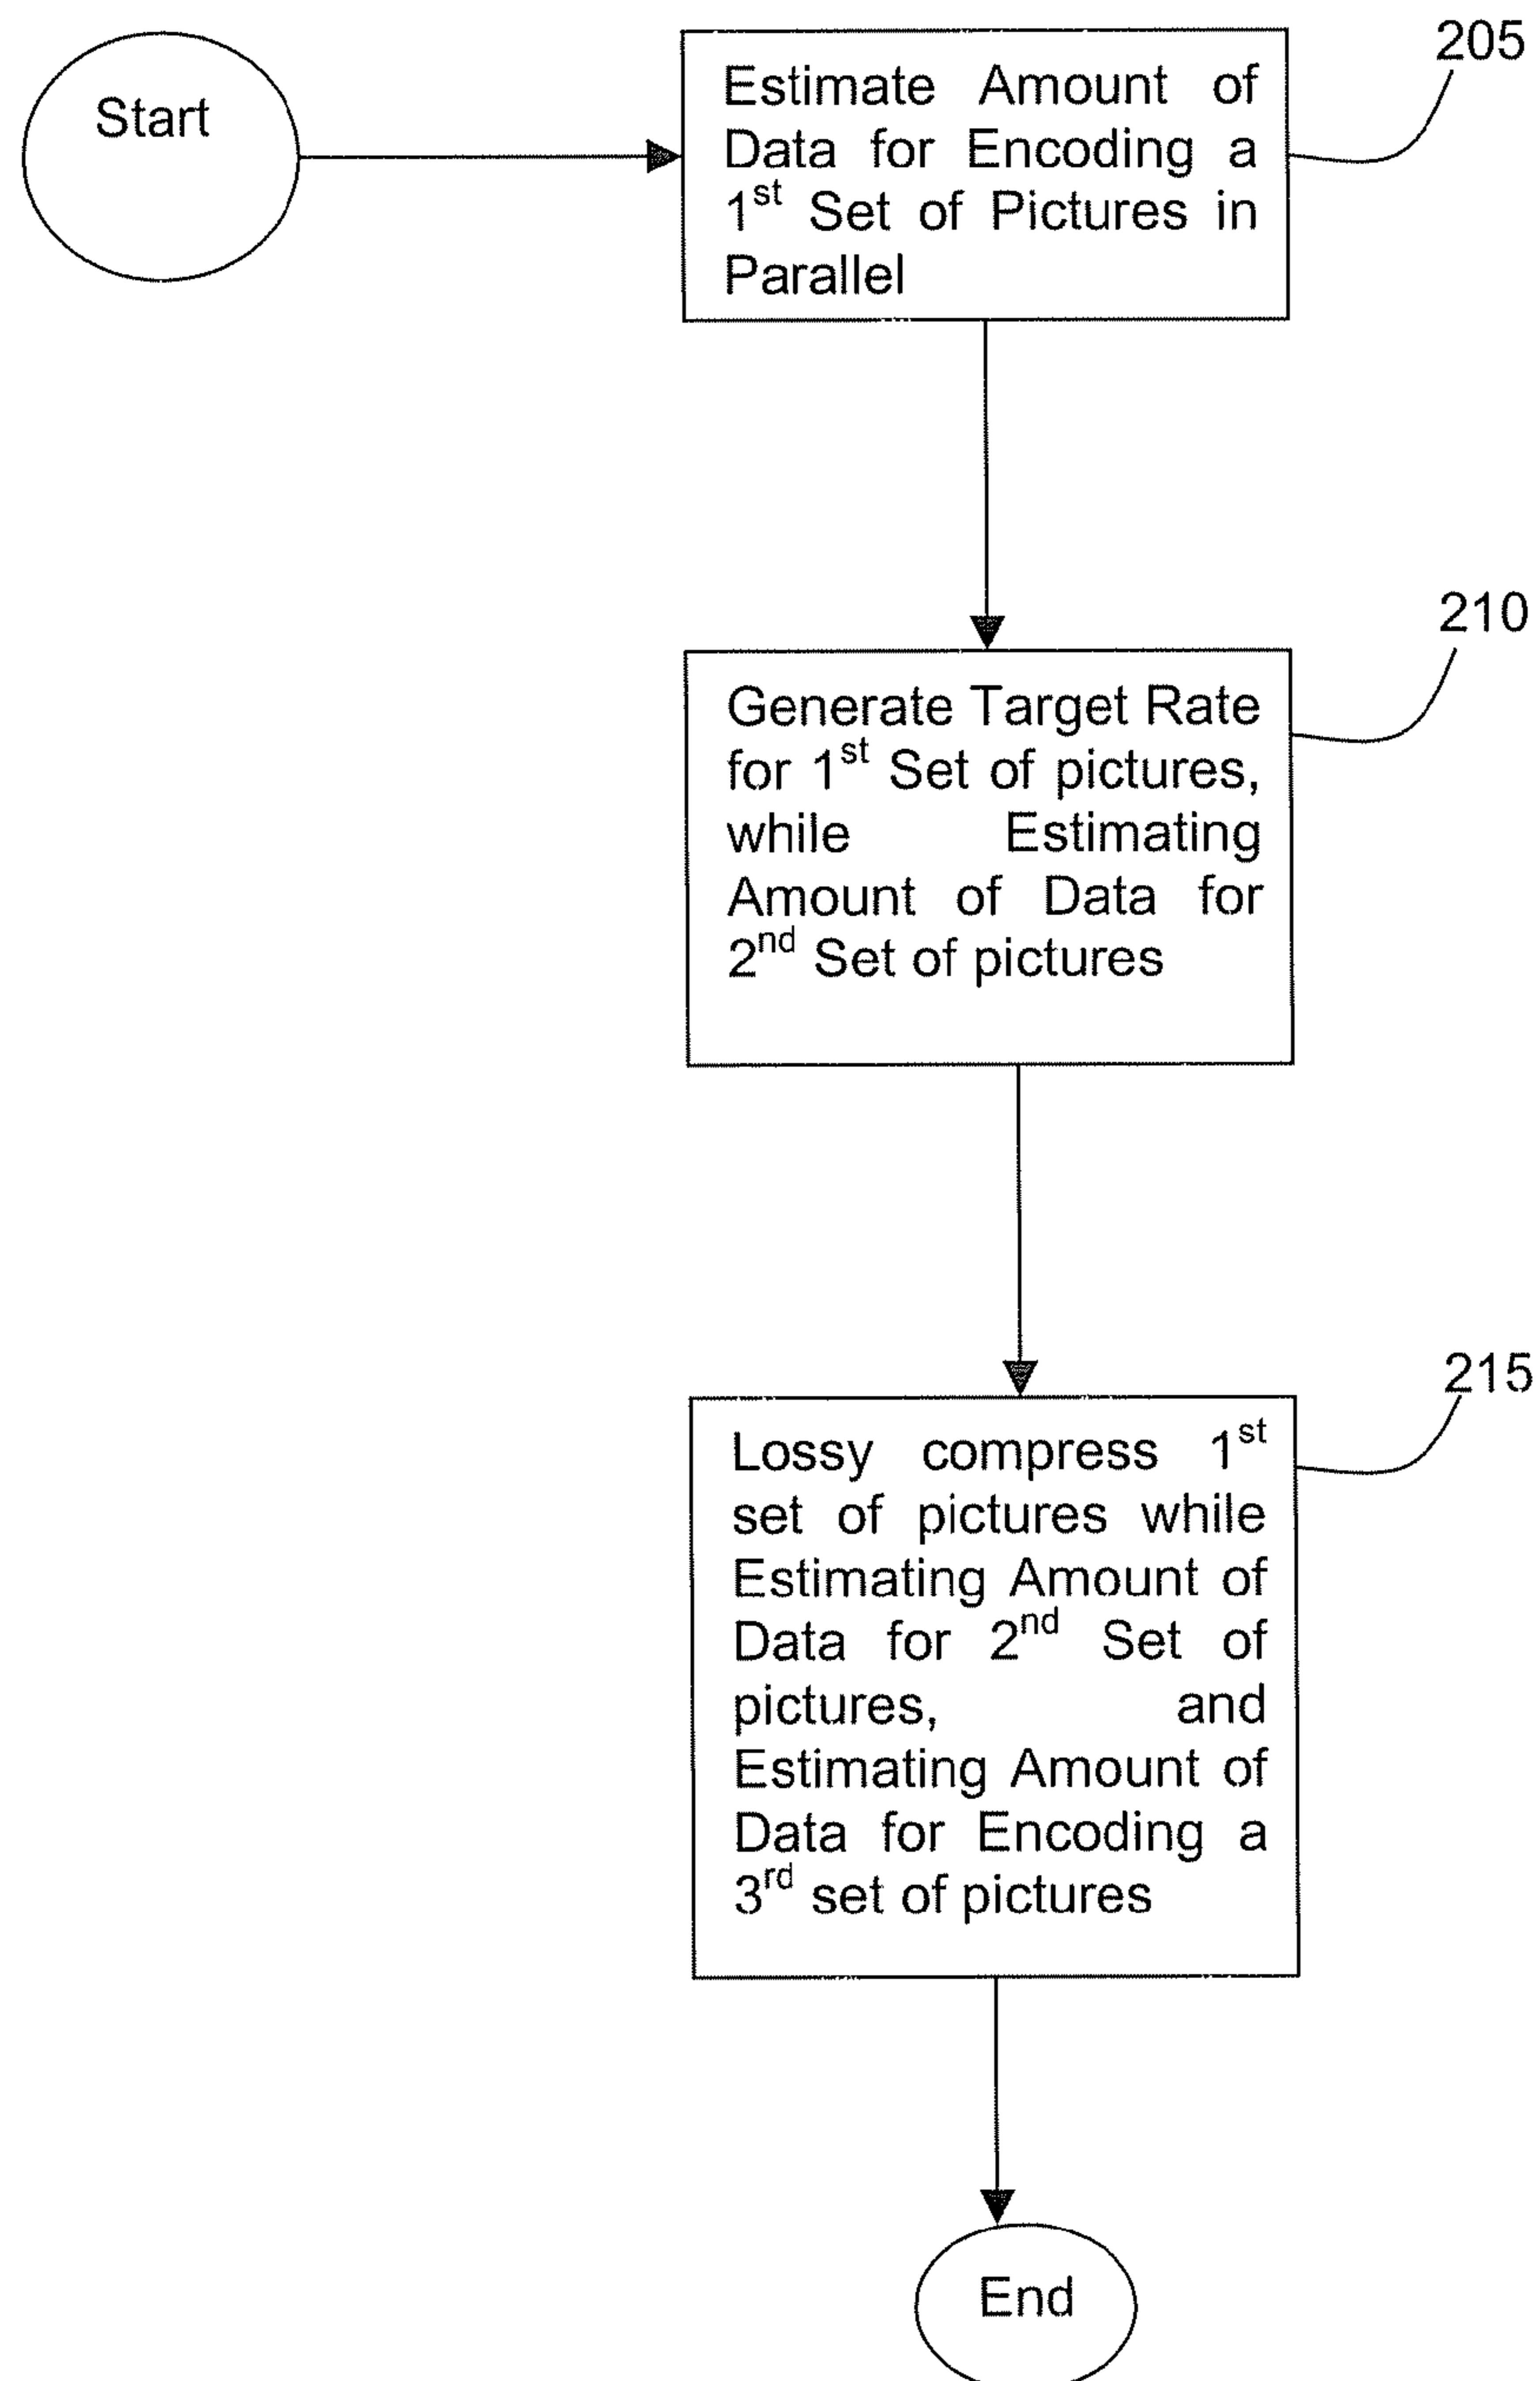 Start
205
Estimate Amount of
Data for Encoding a
1st Set of Pictures in
Parallel
210
Generate Target Rate
for 1st Set of pictures,
while Estimating
Amount of Data for
2nd Set of pictures
215
Lossy compress 1st
set of pictures while
Estimating Amount of
Data for 2nd Set of
pictures, and
Estimating Amount of
Data for Encoding a
3rd set of pictures
End